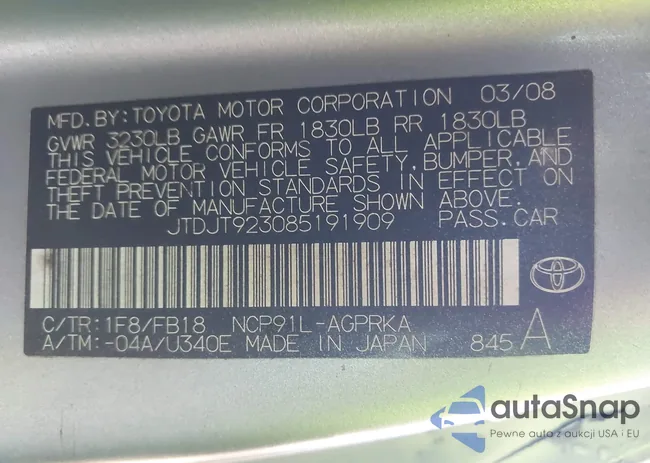 MFD.BY:TOYOTA MOTOR CORPORATION 03/08
GVWR 3230LB GAWR FR 1830LB RR 1830LB
THIS VEHICLE CONFORMS TO ALL APPLICABLE
FEDERAL MOTOR VEHICLE SAFETY,BUMPER,AND
THEFT PREVENTION STANDARDS IN EFFECT ON
THE DATE OF MANUFACTURE SHOWN ABOVE.
JTDJT923085191909 PASS.CAR
C/TR:1F8/FB18 NCP91L-AGPRKA
A/TM:-04A/U340E MADE IN JAPAN 845 A
autoSnap
Pewne auta z aukcji USA i EU